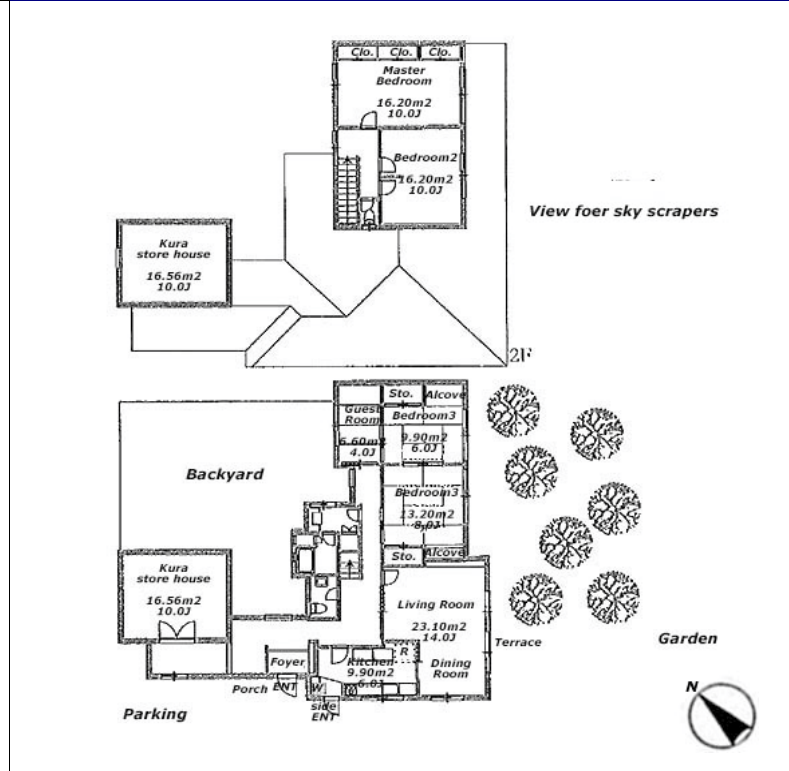 Clo. Clo. Clo.
Master
Bedroom
16.20m2
10.0J
Bedroom2
16.20m2
10.0J
View foer sky scrapers
Kura
store house
16.56m2
10.0J
2F
Sto. Alcove
Guest
Room
6.60m2
4.0J
Bedroom3
9.90m2
6.0J
Backyard
Bedroom3
13.20m2
8.0J
Sto. Alcove
Kura
store house
16.56m2
10.0J
Living Room
23.10m2
14.0J
Terrace
Garden
Dining
Room
R
Kitchen
9.90m2
6.0J
Foyer
Porch ENT
W
side
ENT
Parking
N